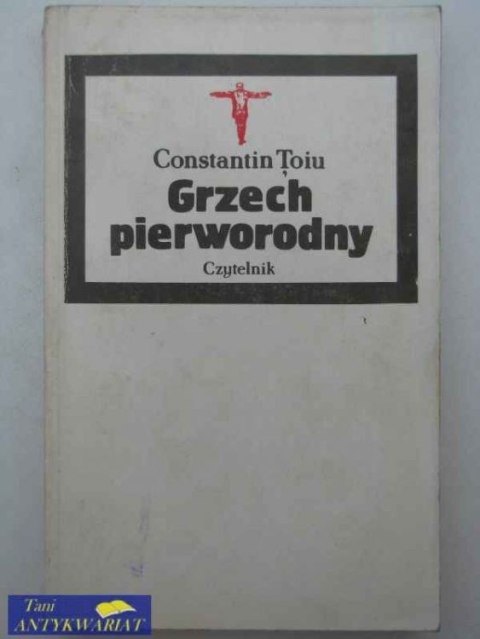 Constantin Țoiu
Grzech
pierworodny
Czytelnik
Tani
ANTYKWARIAT